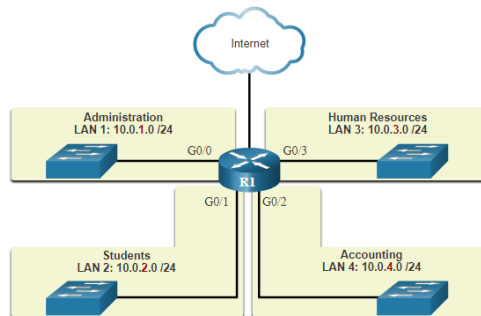 Internet
Administration
LAN 1: 10.0.1.0 /24
Human Resources
LAN 3: 10.0.3.0 /24
G0/0
G0/3
R1
G0/1
G0/2
Students
LAN 2: 10.0.2.0 /24
Accounting
LAN 4: 10.0.4.0 /24